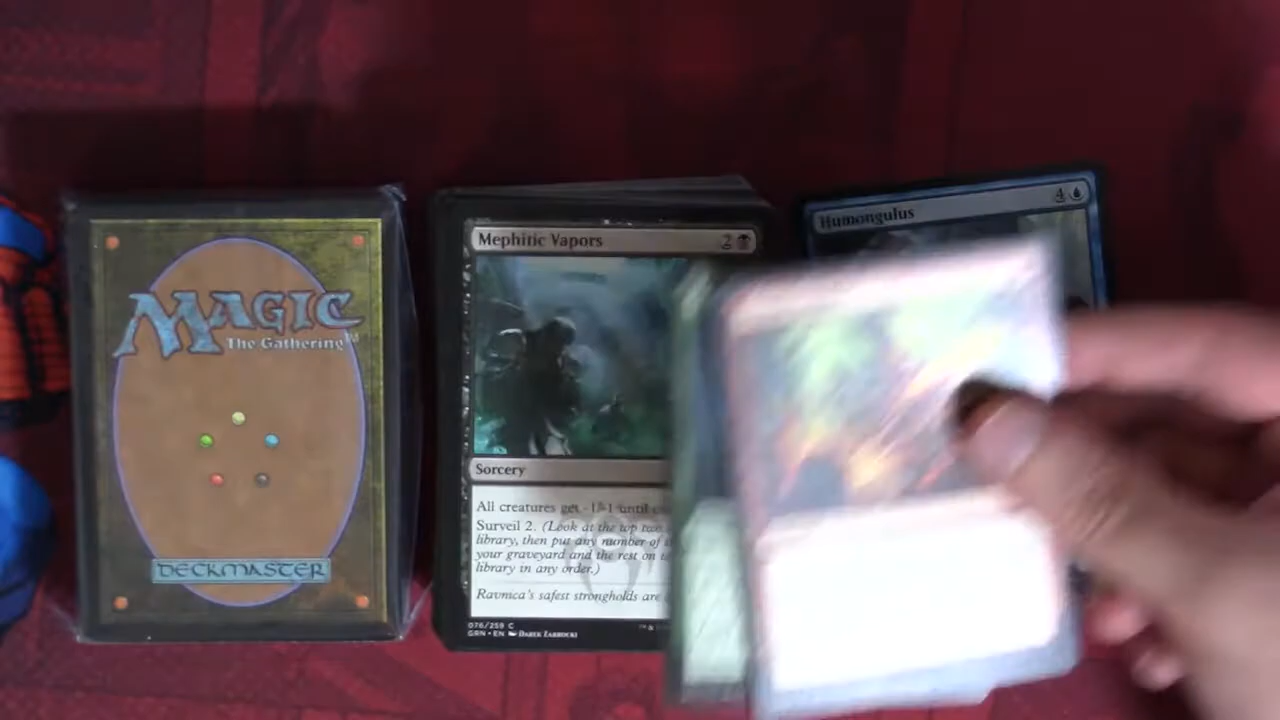 MAGIC
The Gathering
DECKMASTER
Mephitic Vapors
2
Sorcery
All creatures get -1/-1 until
Surveil 2. (Look at the top two
library, then put any number of
your graveyard and the rest on
library in any order.)
Ravnica's safest strongholds are
076/259 C
GRN • EN DAREK ZABROCKI
Humongulus
4